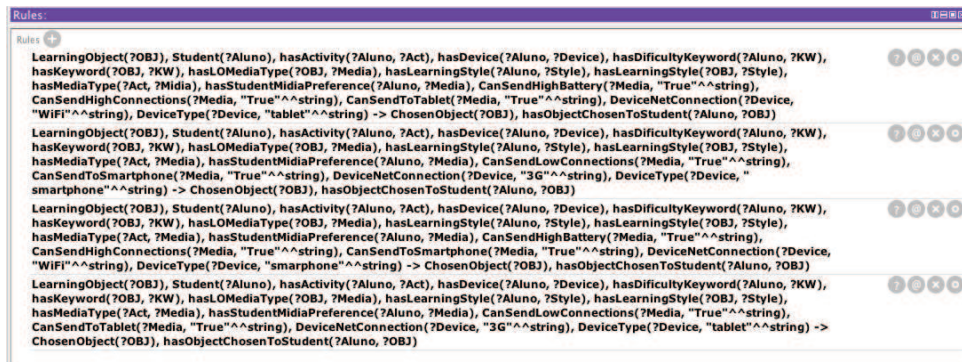 Rules:
Rules
LearningObject(?OBJ), Student(?Aluno), hasActivity(?Aluno, ?Act), hasDevice(?Aluno, ?Device), hasDificultyKeyword(?Aluno, ?KW),
hasKeyword(?OBJ, ?KW), hasLOMediaType(?OBJ, ?Media), hasLearningStyle(?Aluno, ?Style), hasLearningStyle(?OBJ, ?Style),
hasMediaType(?Act, ?Midia), hasStudentMidiaPreference(?Aluno, ?Media), CanSendHighBattery(?Media, "True"^^string),
CanSendHighConnections(?Media, "True"^^string), CanSendToTablet(?Media, "True"^^string), DeviceNetConnection(?Device,
"WiFi"^^string), DeviceType(?Device, "tablet"^^string) -> ChosenObject(?OBJ), hasObjectChosenToStudent(?Aluno, ?OBJ)
LearningObject(?OBJ), Student(?Aluno), hasActivity(?Aluno, ?Act), hasDevice(?Aluno, ?Device), hasDificultyKeyword(?Aluno, ?KW),
hasKeyword(?OBJ, ?KW), hasLOMediaType(?OBJ, ?Media), hasLearningStyle(?Aluno, ?Style), hasLearningStyle(?OBJ, ?Style),
hasMediaType(?Act, ?Media), hasStudentMidiaPreference(?Aluno, ?Media), CanSendLowConnections(?Media, "True"^^string),
CanSendToSmartphone(?Media, "True"^^string), DeviceNetConnection(?Device, "3G"^^string), DeviceType(?Device, "
smartphone"^^string) -> ChosenObject(?OBJ), hasObjectChosenToStudent(?Aluno, ?OBJ)
LearningObject(?OBJ), Student(?Aluno), hasActivity(?Aluno, ?Act), hasDevice(?Aluno, ?Device), hasDificultyKeyword(?Aluno, ?KW),
hasKeyword(?OBJ, ?KW), hasLOMediaType(?OBJ, ?Media), hasLearningStyle(?Aluno, ?Style), hasLearningStyle(?OBJ, ?Style),
hasMediaType(?Act, ?Media), hasStudentMidiaPreference(?Aluno, ?Media), CanSendHighBattery(?Media, "True"^^string),
CanSendHighConnections(?Media, "True"^^string), CanSendToSmartphone(?Media, "True"^^string), DeviceNetConnection(?Device,
"WiFi"^^string), DeviceType(?Device, "smarphone"^^string) -> ChosenObject(?OBJ), hasObjectChosenToStudent(?Aluno, ?OBJ)
LearningObject(?OBJ), Student(?Aluno), hasActivity(?Aluno, ?Act), hasDevice(?Aluno, ?Device), hasDificultyKeyword(?Aluno, ?KW),
hasKeyword(?OBJ, ?KW), hasLOMediaType(?OBJ, ?Media), hasLearningStyle(?Aluno, ?Style), hasLearningStyle(?OBJ, ?Style),
hasMediaType(?Act, ?Media), hasStudentMidiaPreference(?Aluno, ?Media), CanSendLowConnections(?Media, "True"^^string),
CanSendToTablet(?Media, "True"^^string), DeviceNetConnection(?Device, "3G"^^string), DeviceType(?Device, "tablet"^^string) ->
ChosenObject(?OBJ), hasObjectChosenToStudent(?Aluno, ?OBJ)